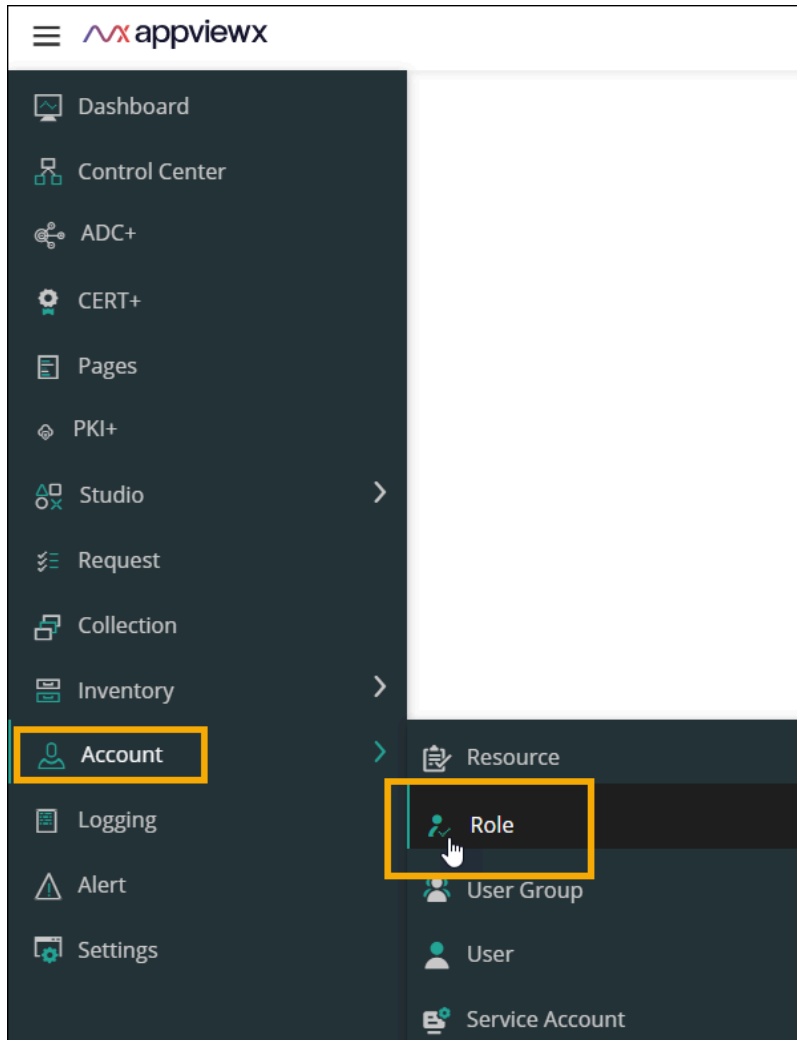 appviewx
Dashboard
Control Center
ADC+
CERT+
Pages
PKI+
Studio
Request
Collection
Inventory
Account
Logging
Alert
Settings
Resource
Role
User Group
User
Service Account